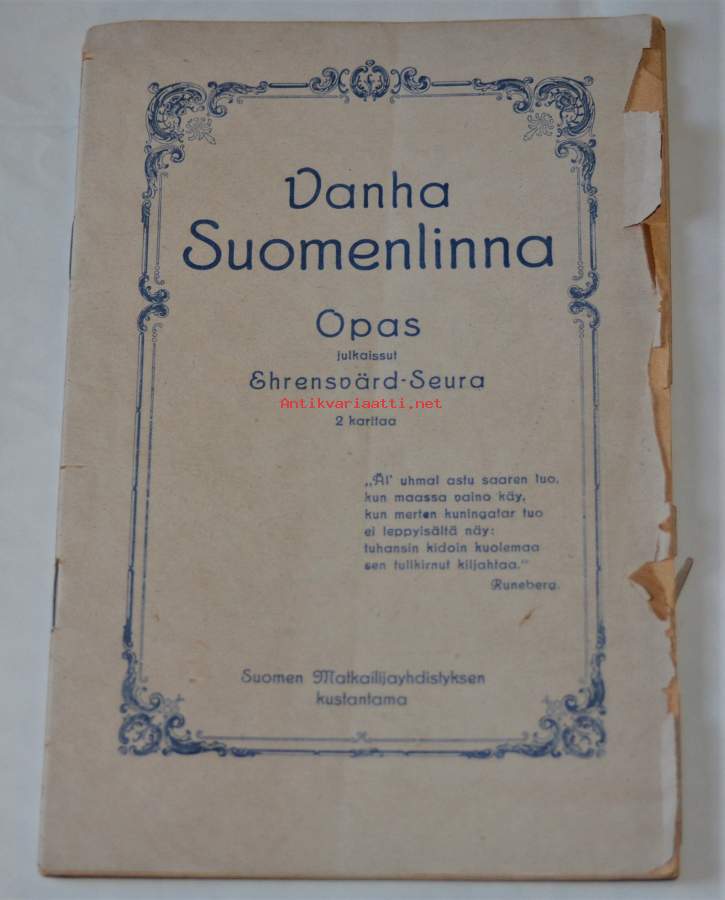 Vanha
Suomenlinna
Opas
julkaissut
Ehrensvärd-Seura
Antikvariaatti.net
2 karttaa
„Äl' uhmal astu saaren tuo,
kun maassa vaino käy,
kun merten kuningatar tuo
ei leppyisältä näy:
tuhansin kidoin kuolemaa
sen tulikirnut kiljahtaa."
Runeberg.
Suomen Matkailijayhdistyksen
kustantama